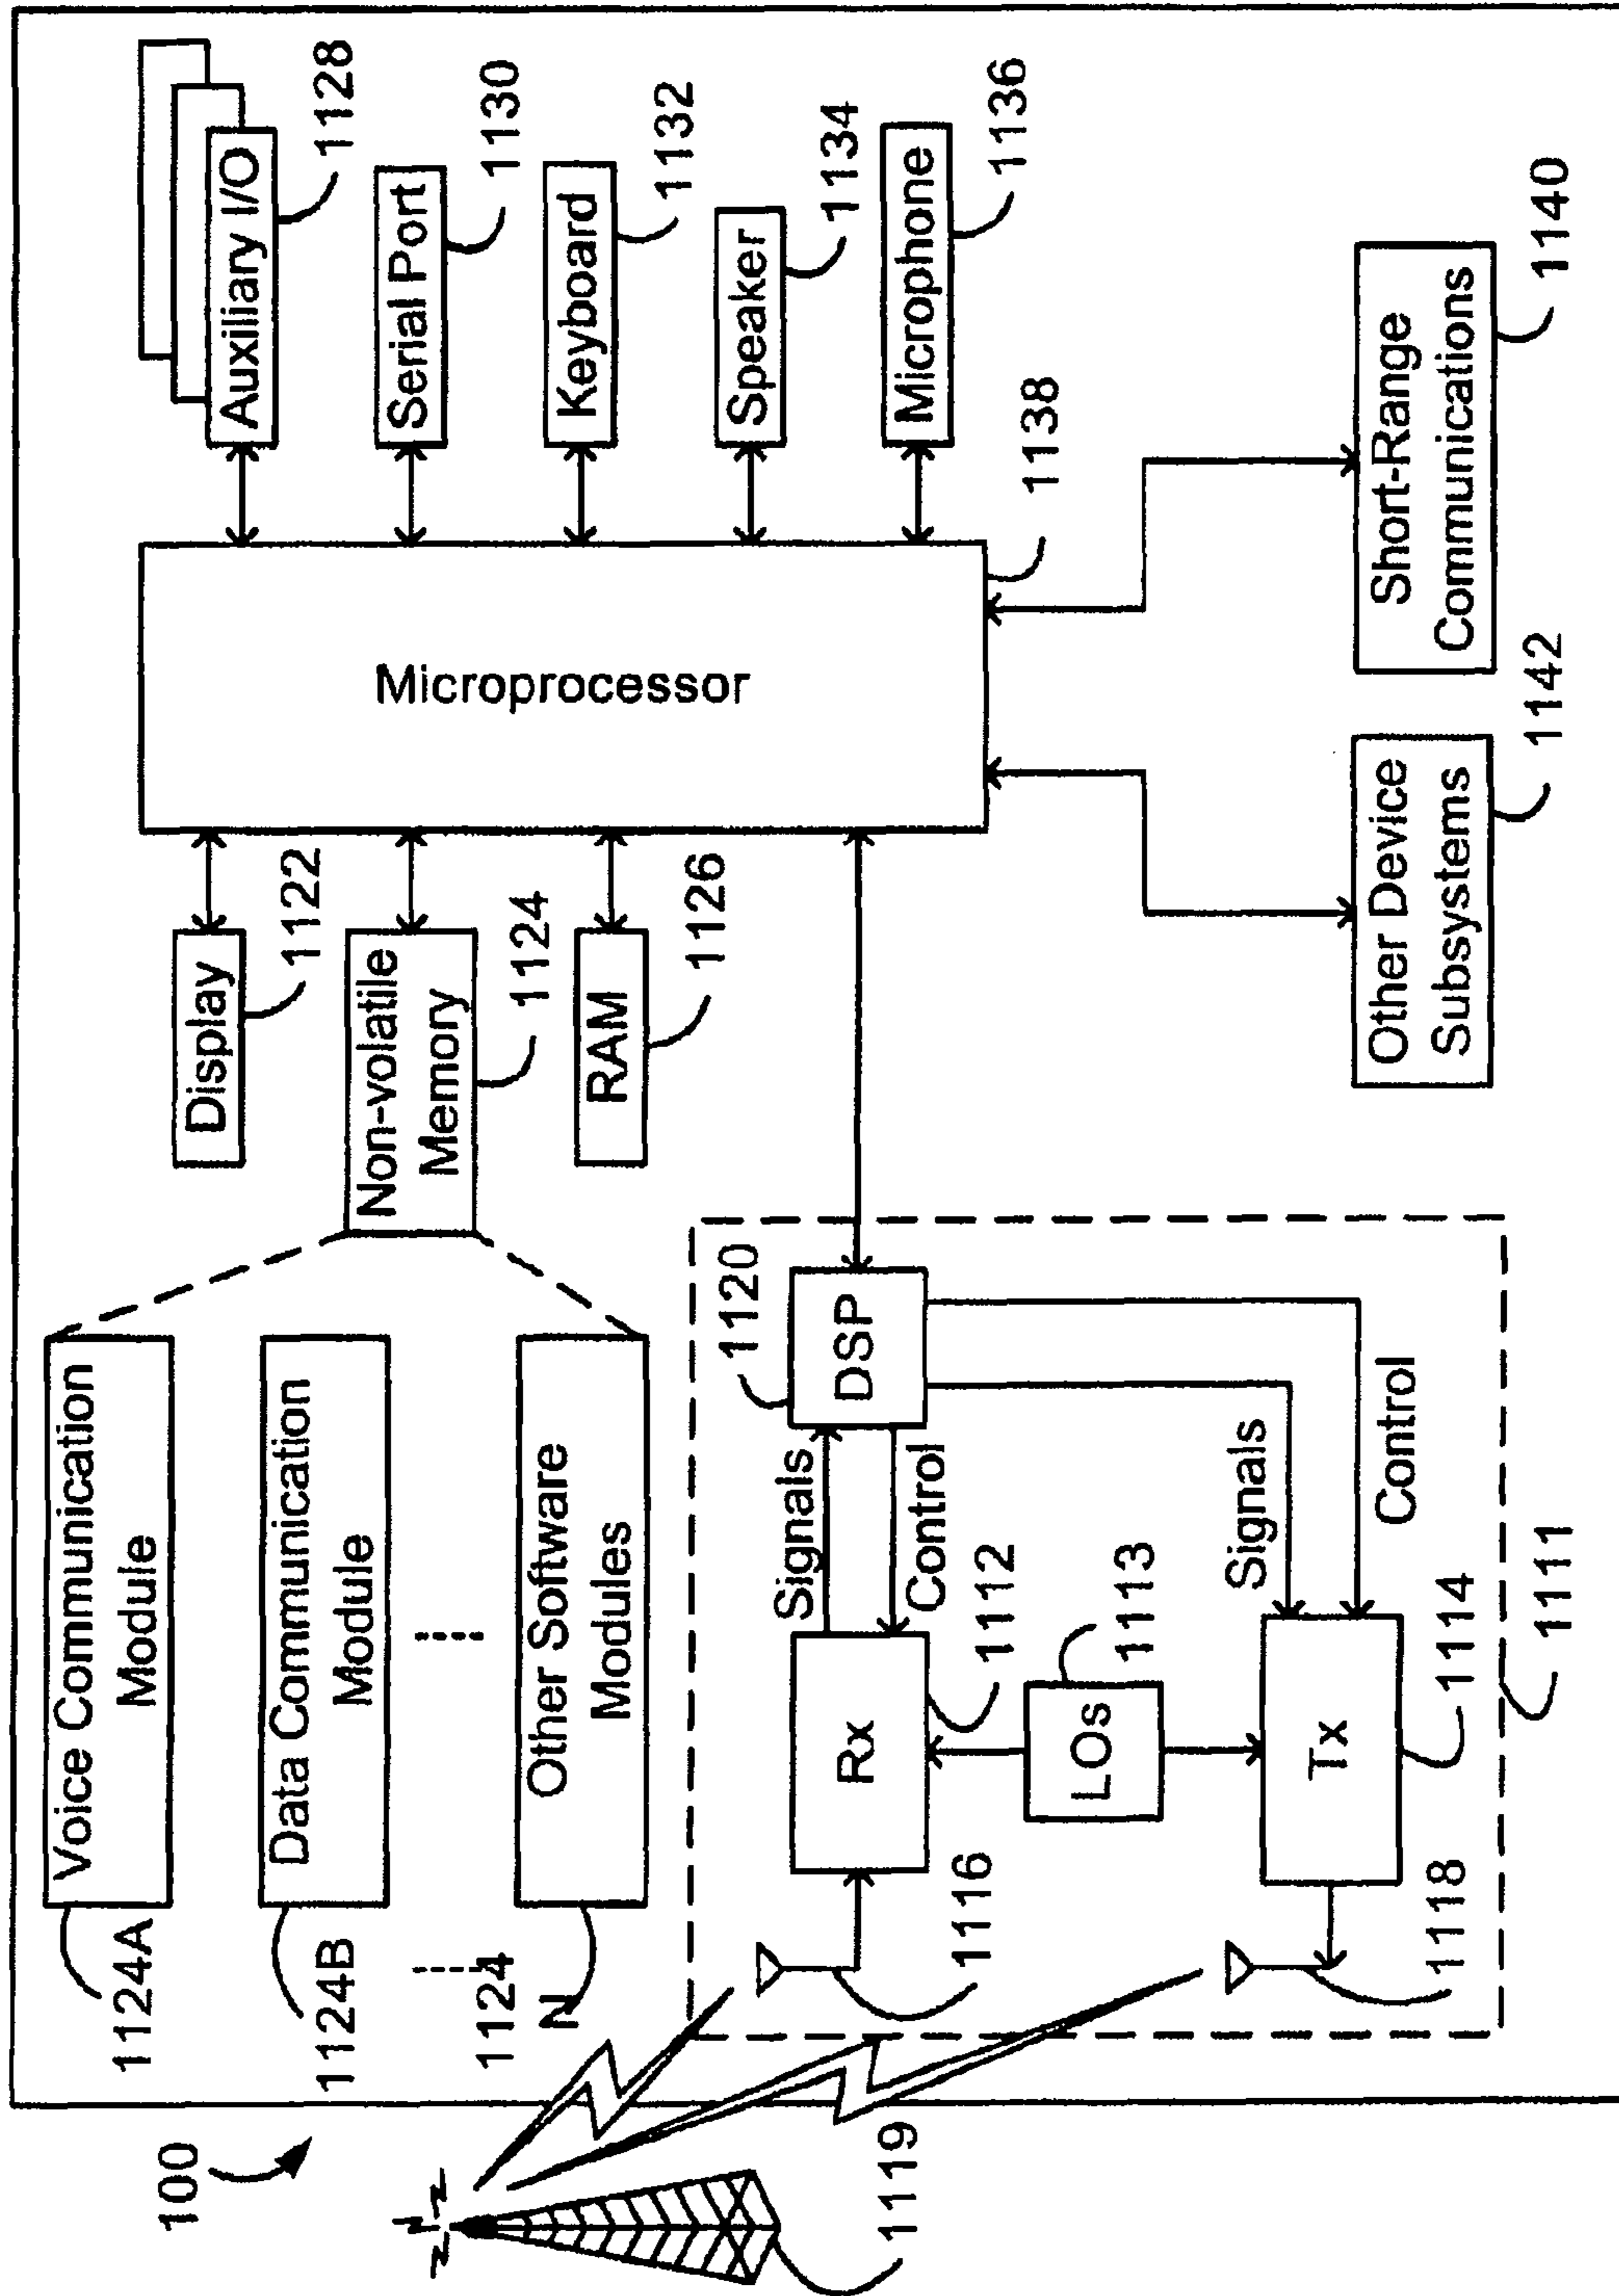 100
1119
1124A
Voice Communication
Module
1124B
Data Communication
Module
1124
N
Other Software
Modules
Display
1122
Non-volatile
Memory
1124
RAM
1126
Microprocessor
1138
Auxiliary I/O
1128
Serial Port
1130
Keyboard
1132
Speaker
1134
Microphone
1136
Short-Range
Communications
1140
Other Device
Subsystems
1142
1120
DSP
Signals
Control
Rx
1112
1116
LOs
1113
Signals
Control
Tx
1114
1118
1111